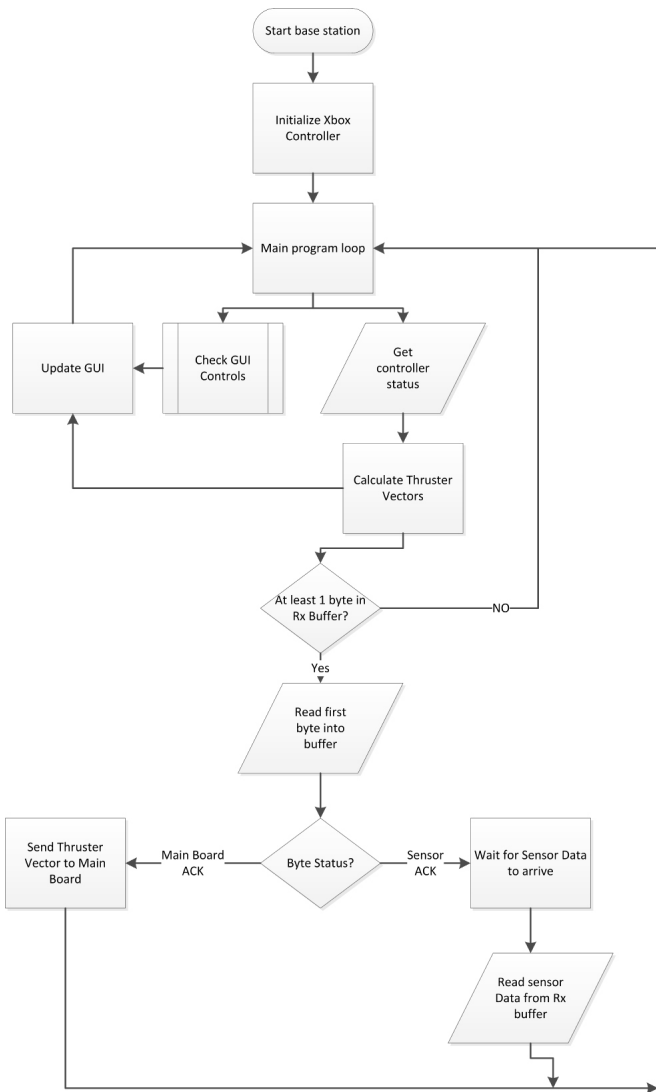 Start base station
Initialize Xbox
Controller
Main program loop
Update GUI
Check GUI
Controls
Get
controller
status
Calculate Thruster
Vectors
At least 1 byte in
Rx Buffer?
NO
Yes
Read first
byte into
buffer
Send Thruster
Vector to Main
Board
Main Board
ACK
Byte Status?
Sensor
ACK
Wait for Sensor Data
to arrive
Read sensor
Data from Rx
buffer